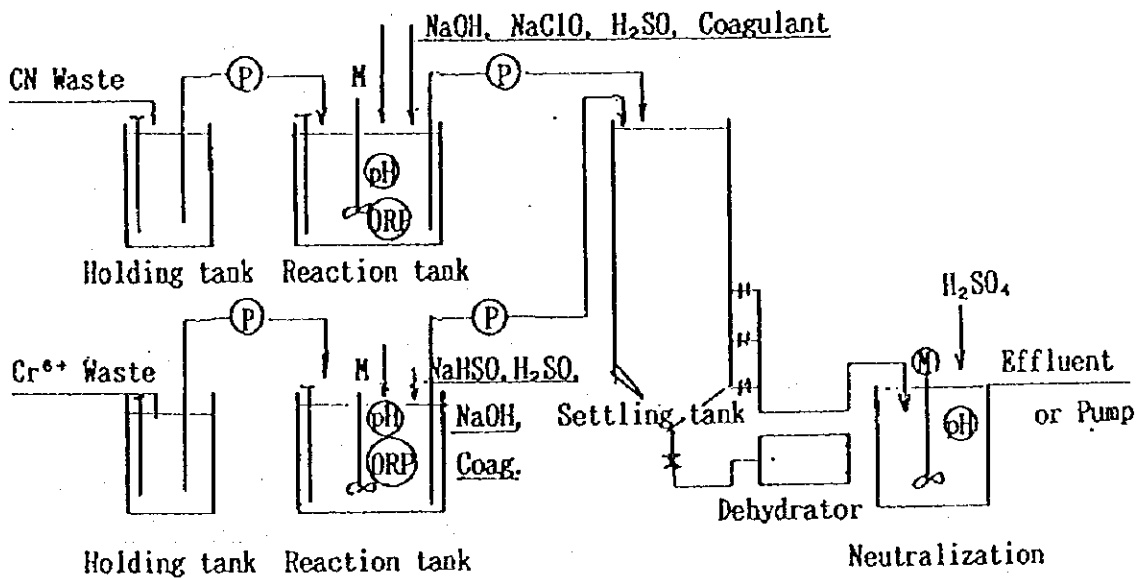 NaOH, NaClO, H₂SO, Coagulant
CN Waste
P
M
P
pH
ORP
Holding tank
Reaction tank
H₂SO₄
P
P
Cr⁶⁺ Waste
M
NaHSO, H₂SO,
pH
NaOH,
ORP
Coag.
Settling tank
M
Effluent
or Pump
pH
Dehydrator
Holding tank
Reaction tank
Neutralization